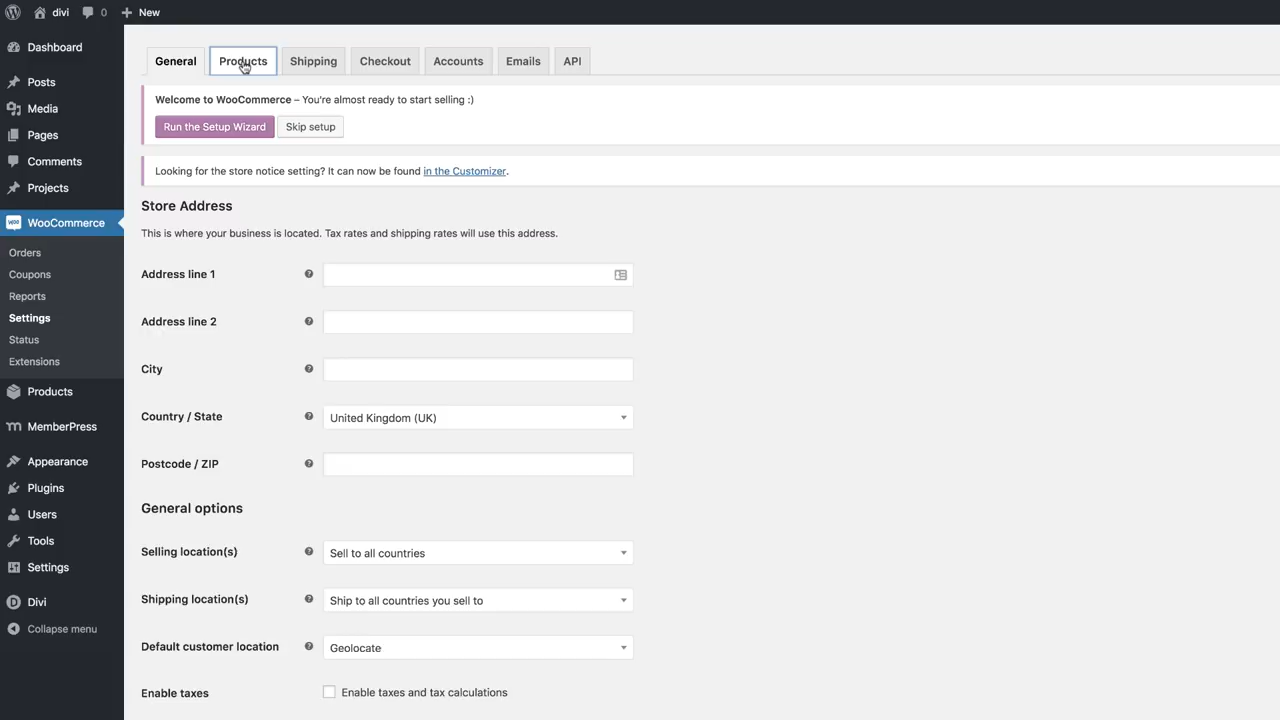 divi 0 New
Dashboard
Posts
Media
Pages
Comments
Projects
WooCommerce
Orders
Coupons
Reports
Settings
Status
Extensions
Products
MemberPress
Appearance
Plugins
Users
Tools
Settings
Divi
Collapse menu
General Products Shipping Checkout Accounts Emails API
Welcome to WooCommerce – You're almost ready to start selling :)
Run the Setup Wizard Skip setup
Looking for the store notice setting? It can now be found in the Customizer.
Store Address
This is where your business is located. Tax rates and shipping rates will use this address.
Address line 1
Address line 2
City
Country / State United Kingdom (UK)
Postcode / ZIP
General options
Selling location(s) Sell to all countries
Shipping location(s) Ship to all countries you sell to
Default customer location Geolocate
Enable taxes Enable taxes and tax calculations